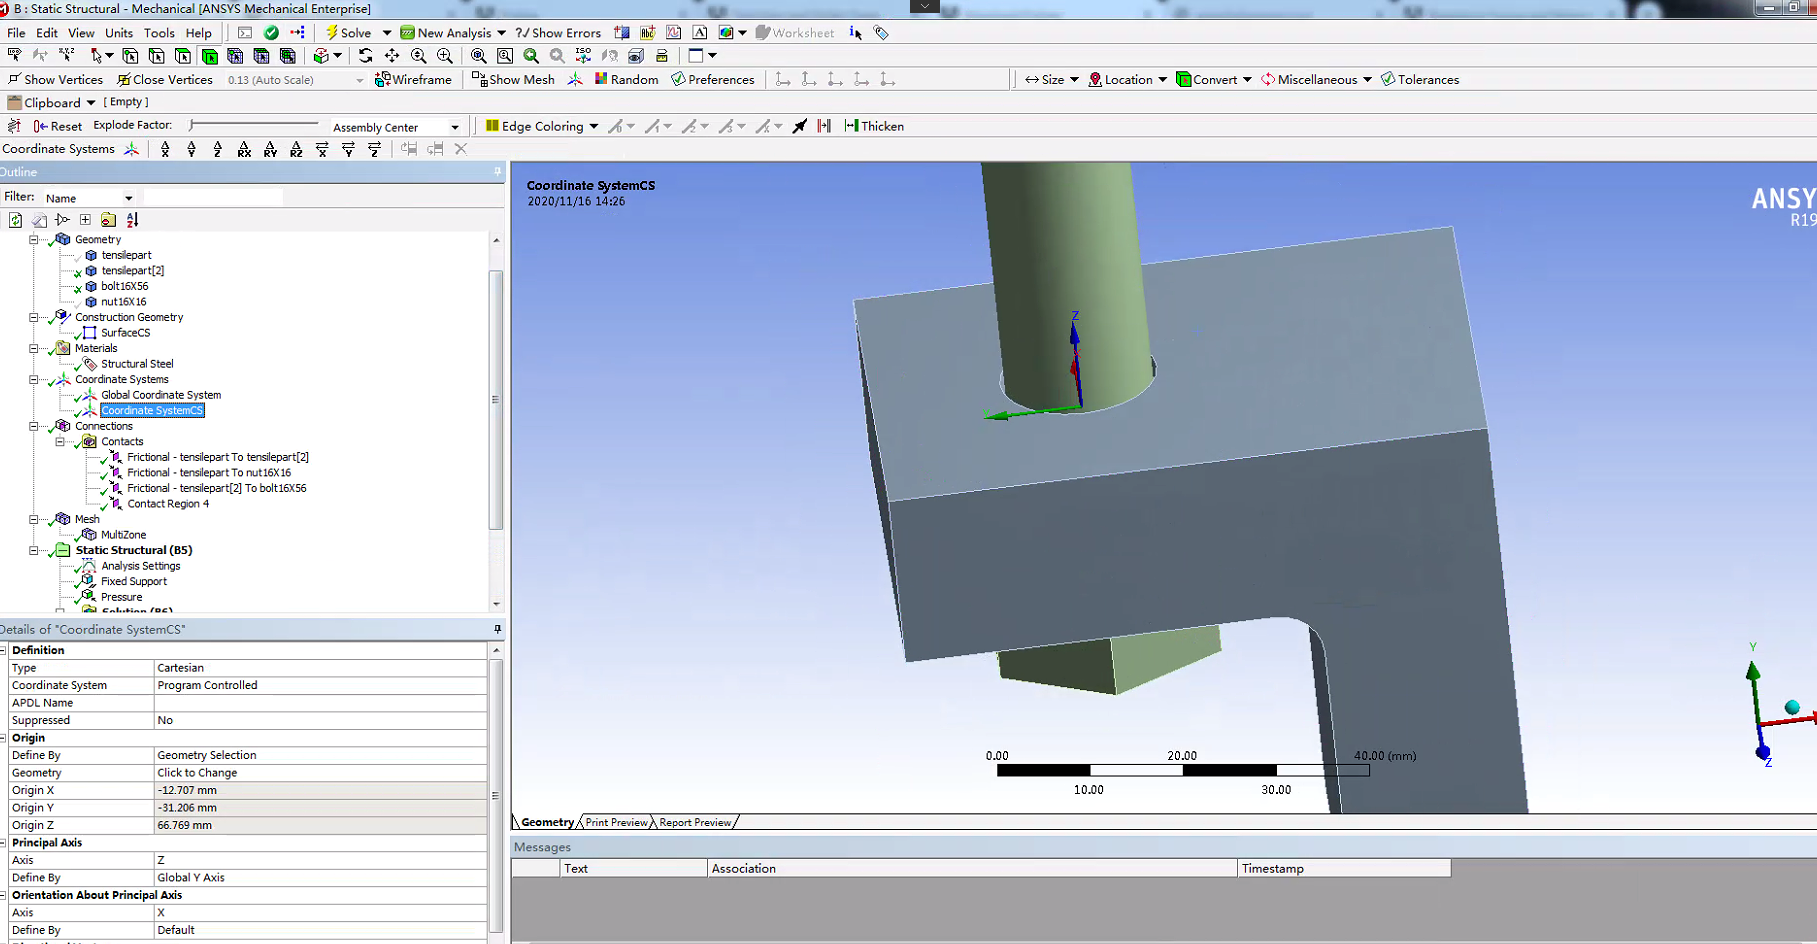 B : Static Structural - Mechanical [ANSYS Mechanical Enterprise]
File Edit View Units Tools Help Solve New Analysis ?/Show Errors Worksheet
Show Vertices Close Vertices 0.13 (Auto Scale) Wireframe Show Mesh Random Preferences Size Location Convert Miscellaneous Tolerances
Clipboard [ Empty ]
Reset Explode Factor: Assembly Center Edge Coloring Thicken
Coordinate Systems X Y Z RX RY RZ X Y Z
Outline
Filter: Name
Geometry
tensilepart
tensilepart[2]
bolt16X56
nut16X16
Construction Geometry
SurfaceCS
Materials
Structural Steel
Coordinate Systems
Global Coordinate System
Coordinate SystemCS
Connections
Contacts
Frictional - tensilepart To tensilepart[2]
Frictional - tensilepart To nut16X16
Frictional - tensilepart[2] To bolt16X56
Contact Region 4
Mesh
MultiZone
Static Structural (B5)
Analysis Settings
Fixed Support
Pressure
Solution (B6)
Details of "Coordinate SystemCS"
Definition
Type Cartesian
Coordinate System Program Controlled
APDL Name
Suppressed No
Origin
Define By Geometry Selection
Geometry Click to Change
Origin X -12.707 mm
Origin Y -31.206 mm
Origin Z 66.769 mm
Principal Axis
Axis Z
Define By Global Y Axis
Orientation About Principal Axis
Axis X
Define By Default
Coordinate SystemCS
2020/11/16 14:26
ANSY
R19
Z
Y
Z
0.00 20.00 40.00 (mm)
10.00 30.00
Geometry Print Preview Report Preview
Messages
Text Association Timestamp